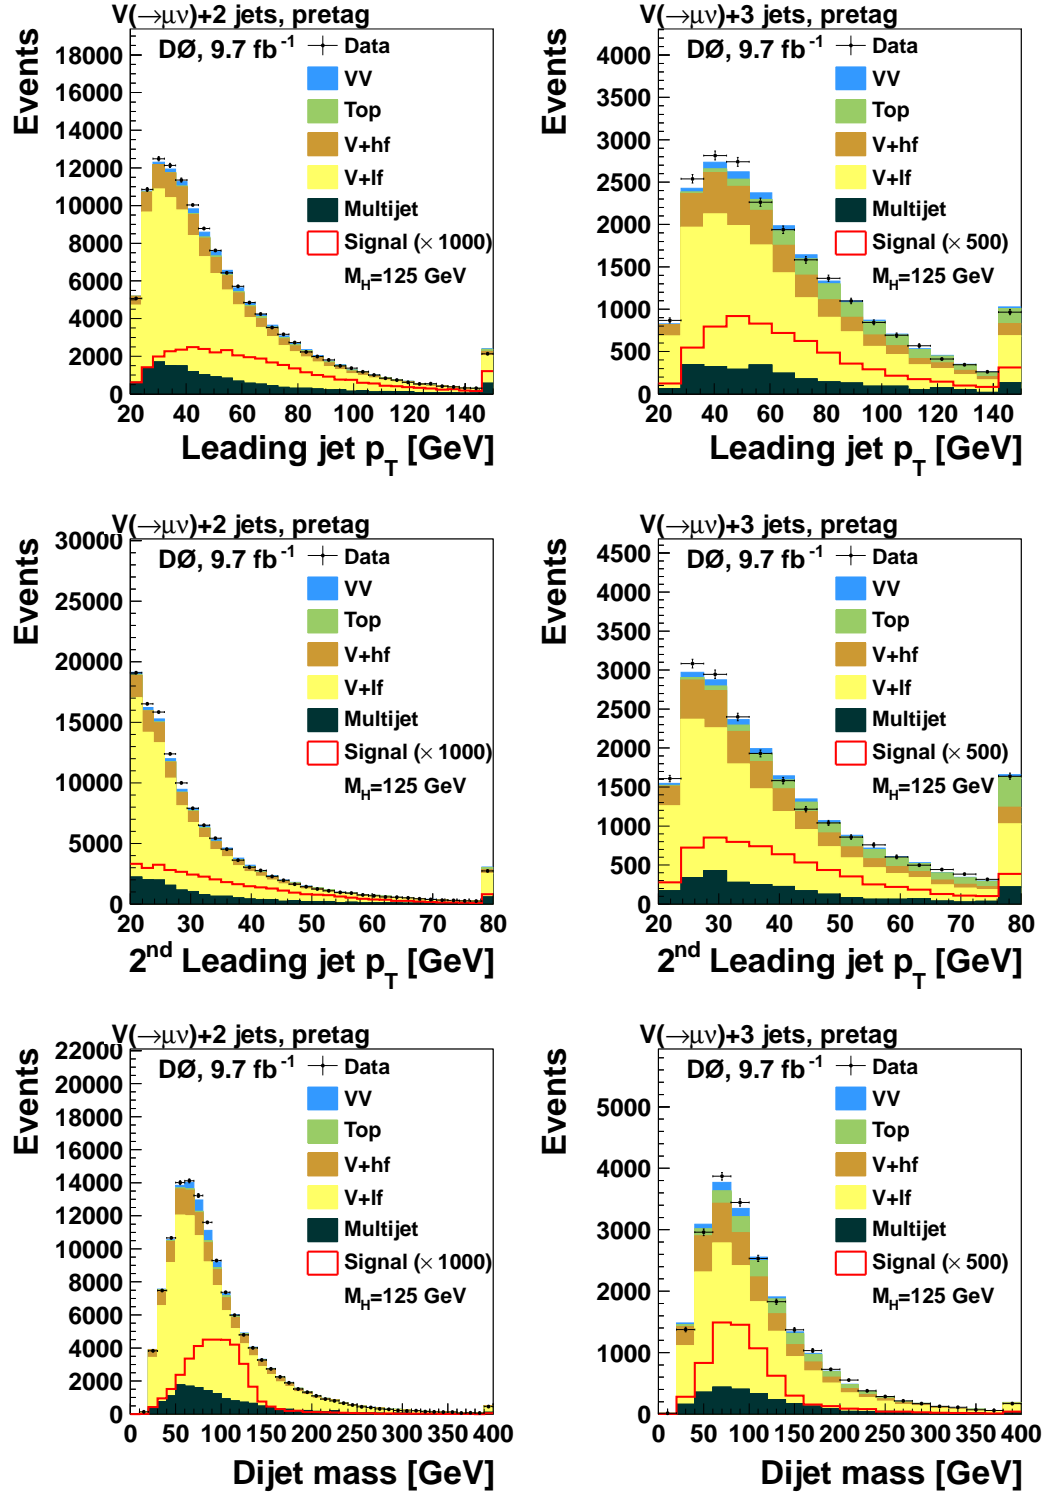 V(→μν)+2 jets, pretag
Events
18000
16000
14000
12000
10000
8000
6000
4000
2000
0
DØ, 9.7 fb⁻¹
Data
VV
Top
V+hf
V+lf
Multijet
Signal (× 1000)
M_H=125 GeV
20 40 60 80 100 120 140
Leading jet p_T [GeV]
V(→μν)+3 jets, pretag
Events
4000
3500
3000
2500
2000
1500
1000
500
0
DØ, 9.7 fb⁻¹
Data
VV
Top
V+hf
V+lf
Multijet
Signal (× 500)
M_H=125 GeV
20 40 60 80 100 120 140
Leading jet p_T [GeV]
V(→μν)+2 jets, pretag
Events
30000
25000
20000
15000
10000
5000
0
DØ, 9.7 fb⁻¹
Data
VV
Top
V+hf
V+lf
Multijet
Signal (× 1000)
M_H=125 GeV
20 30 40 50 60 70 80
2ⁿᵈ Leading jet p_T [GeV]
V(→μν)+3 jets, pretag
Events
4500
4000
3500
3000
2500
2000
1500
1000
500
0
DØ, 9.7 fb⁻¹
Data
VV
Top
V+hf
V+lf
Multijet
Signal (× 500)
M_H=125 GeV
20 30 40 50 60 70 80
2ⁿᵈ Leading jet p_T [GeV]
V(→μν)+2 jets, pretag
Events
22000
20000
18000
16000
14000
12000
10000
8000
6000
4000
2000
0
DØ, 9.7 fb⁻¹
Data
VV
Top
V+hf
V+lf
Multijet
Signal (× 1000)
M_H=125 GeV
0 50 100 150 200 250 300 350 400
Dijet mass [GeV]
V(→μν)+3 jets, pretag
Events
5000
4000
3000
2000
1000
0
DØ, 9.7 fb⁻¹
Data
VV
Top
V+hf
V+lf
Multijet
Signal (× 500)
M_H=125 GeV
0 50 100 150 200 250 300 350 400
Dijet mass [GeV]